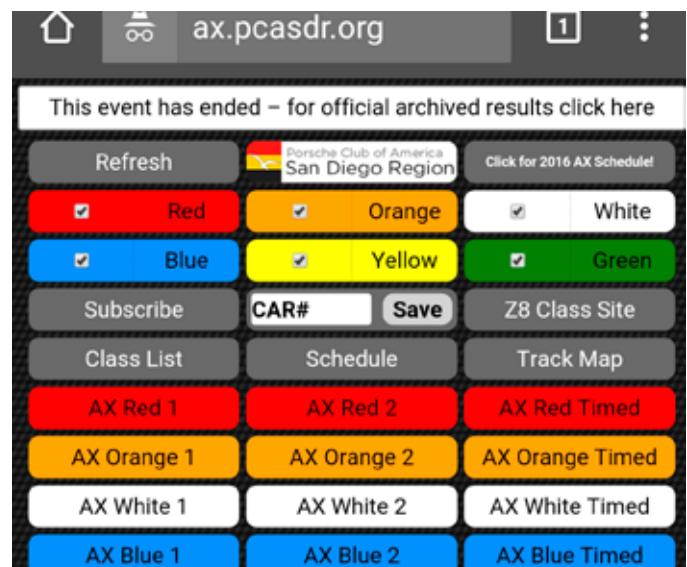 ax.pcasdr.org 1
This event has ended – for official archived results click here
Refresh Porsche Club of America San Diego Region Click for 2016 AX Schedule!
Red Orange White
Blue Yellow Green
Subscribe CAR# Save Z8 Class Site
Class List Schedule Track Map
AX Red 1 AX Red 2 AX Red Timed
AX Orange 1 AX Orange 2 AX Orange Timed
AX White 1 AX White 2 AX White Timed
AX Blue 1 AX Blue 2 AX Blue Timed